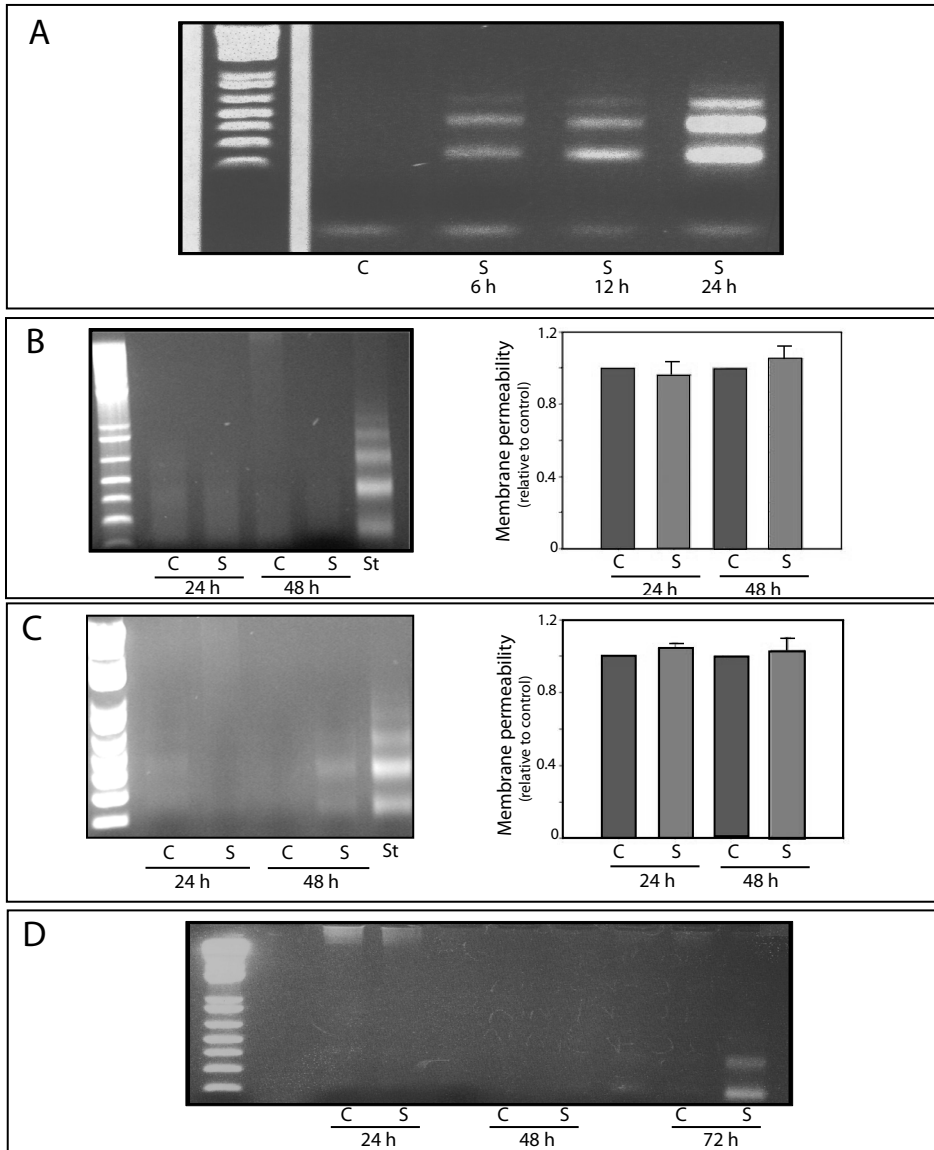 A
C S S S
6 h 12 h 24 h
B
C S C S St
24 h 48 h
Membrane permeability
(relative to control)
1.2
0.8
0.4
0
C S C S
24 h 48 h
C
C S C S St
24 h 48 h
Membrane permeability
(relative to control)
1.2
0.8
0.4
0
C S C S
24 h 48 h
D
C S C S C S
24 h 48 h 72 h